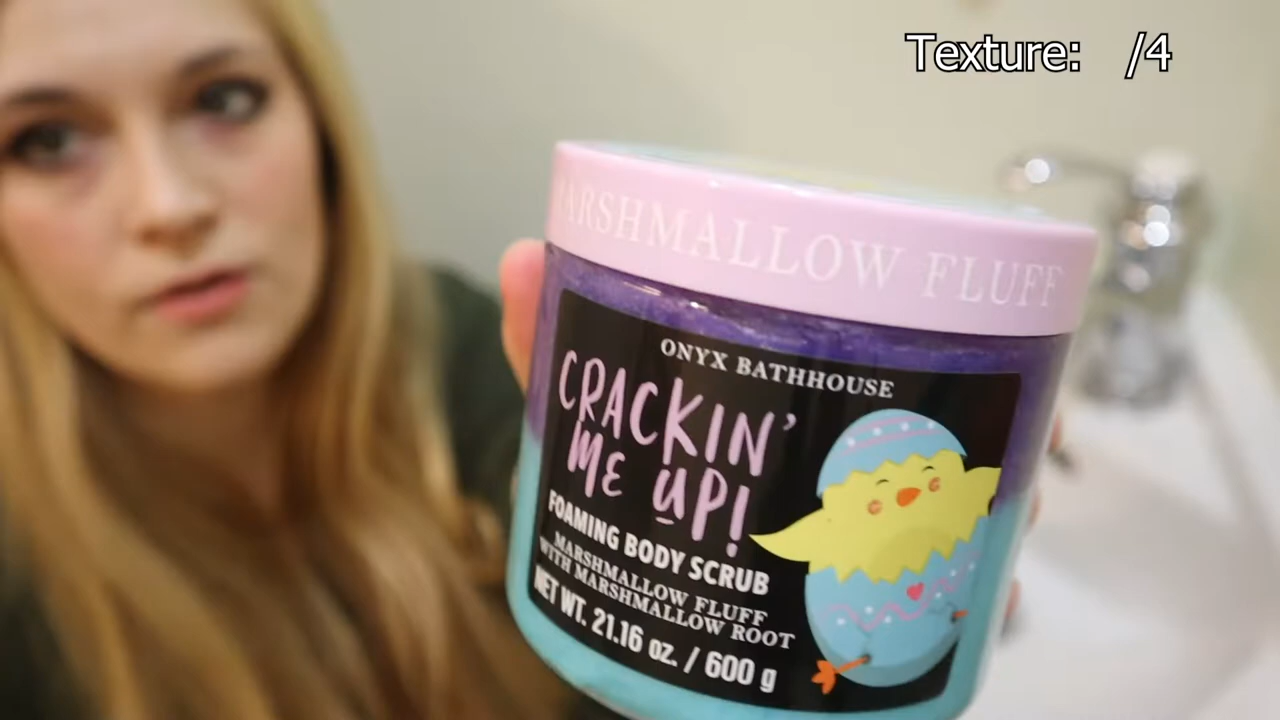 Texture: /4
MARSHMALLOW FLUFF
ONYX BATHHOUSE
CRACKIN'
ME UP!
FOAMING BODY SCRUB
MARSHMALLOW FLUFF
WITH MARSHMALLOW ROOT
NET WT. 21.16 oz. / 600 g